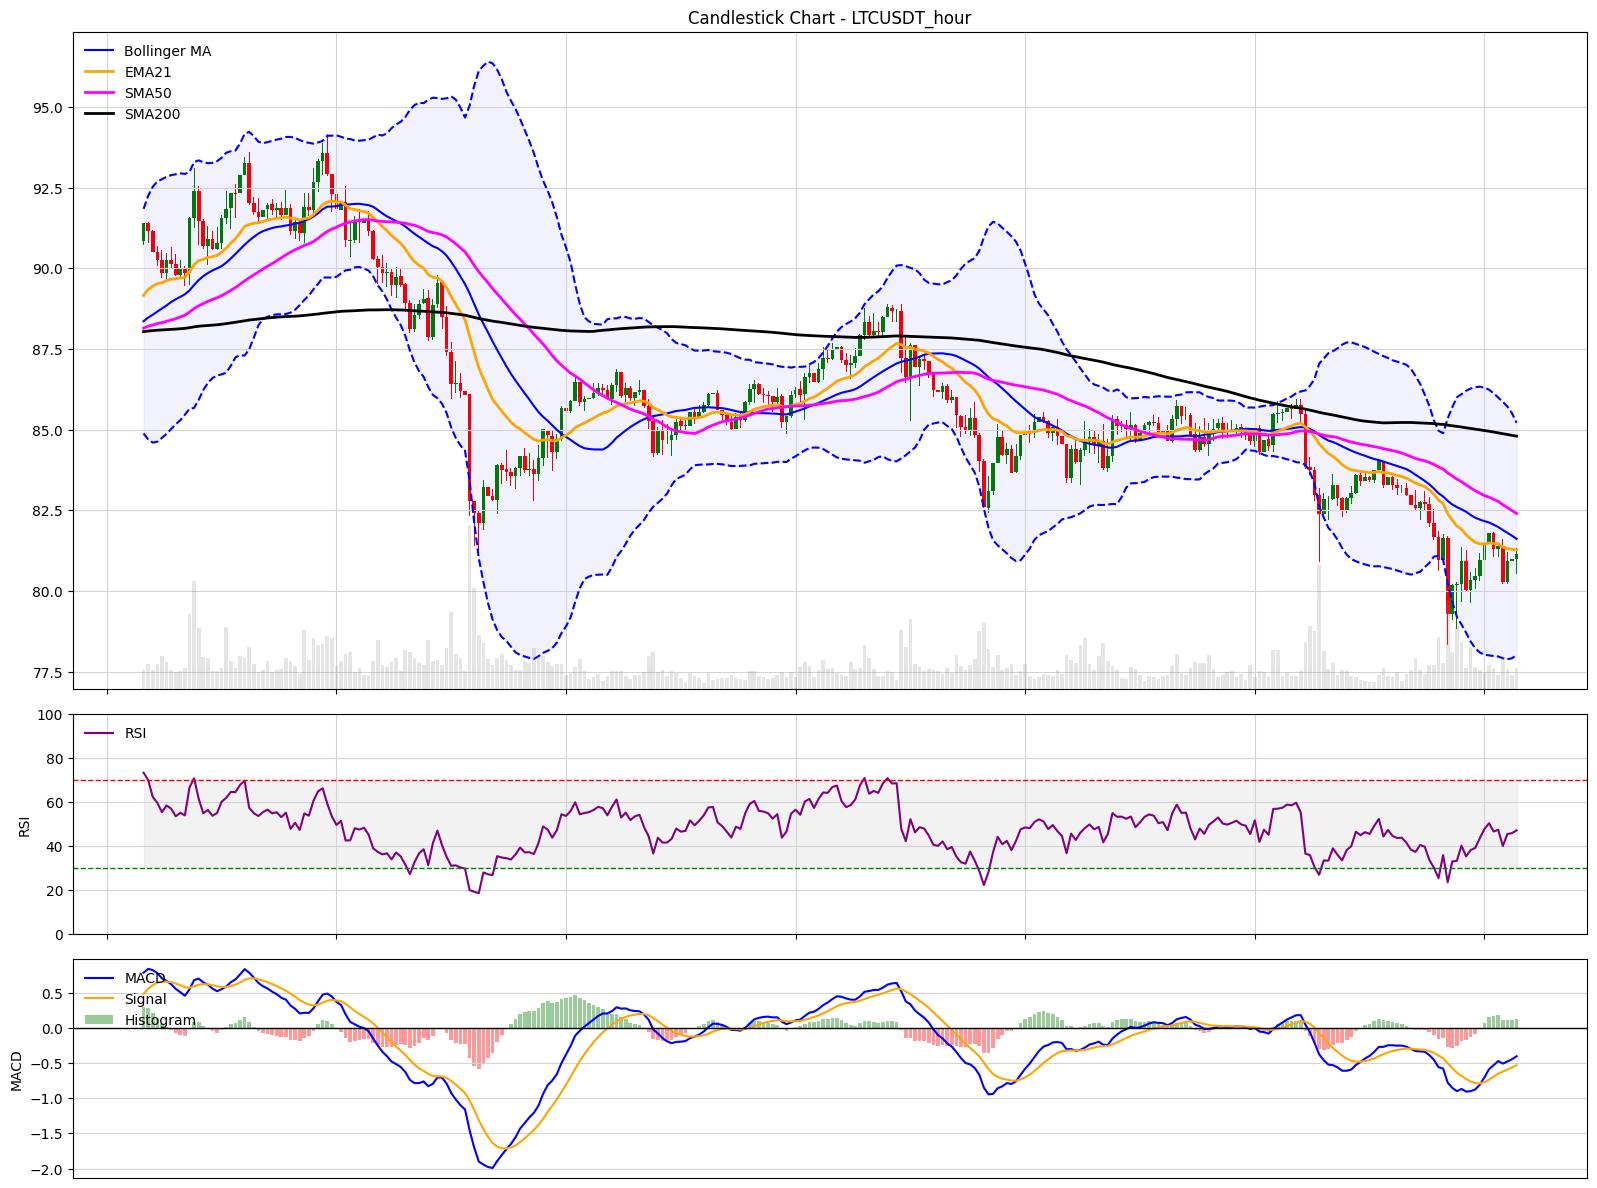 Candlestick Chart - LTCUSDT_hour
Bollinger MA
EMA21
SMA50
SMA200
95.0
92.5
90.0
87.5
85.0
82.5
80.0
77.5
RSI
100
80
60
40
20
0
RSI
MACD
Signal
Histogram
0.5
0.0
−0.5
−1.0
−1.5
−2.0
MACD